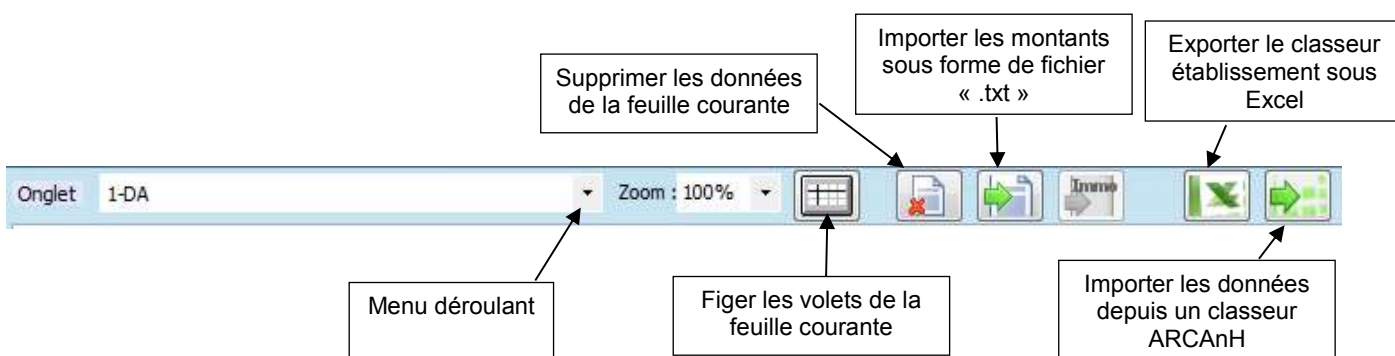 Supprimer les données
de la feuille courante
Importer les montants
sous forme de fichier
« .txt »
Exporter le classeur
établissement sous
Excel
Onglet 1-DA Zoom : 100% Immo
Menu déroulant
Figer les volets de la
feuille courante
Importer les données
depuis un classeur
ARCAnH